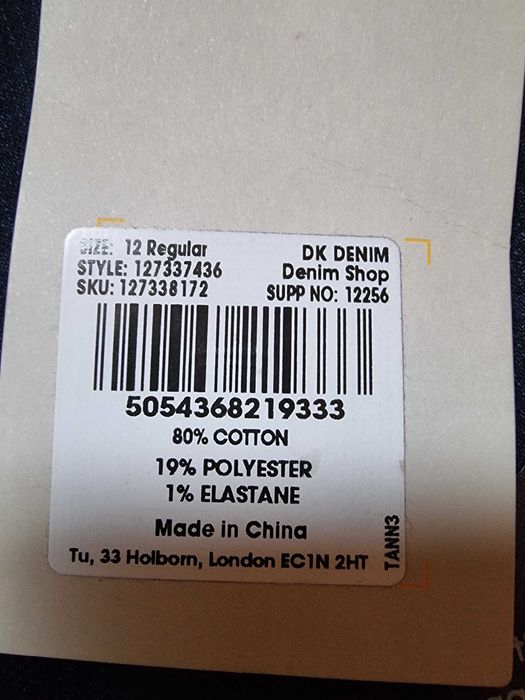 SIZE: 12 Regular DK DENIM
STYLE: 127337436 Denim Shop
SKU: 127338172 SUPP NO: 12256
5054368219333
80% COTTON
19% POLYESTER
1% ELASTANE
Made in China
Tu, 33 Holborn, London EC1N 2HT
TANN3